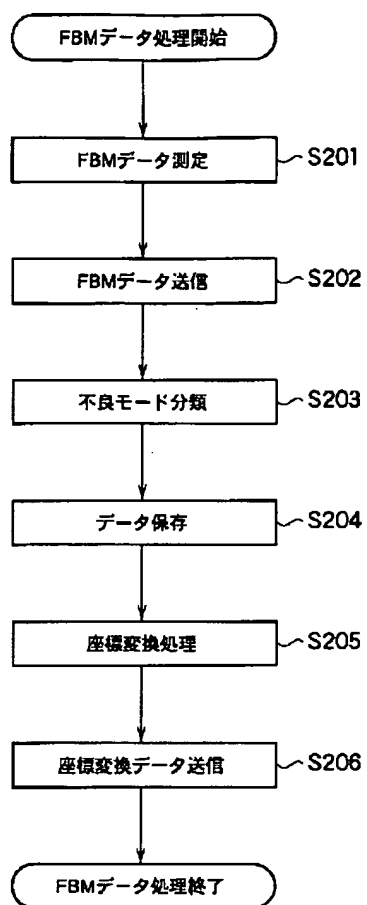 FBMデータ処理開始
FBMデータ測定
S201
FBMデータ送信
S202
不良モード分類
S203
データ保存
S204
座標変換処理
S205
座標変換データ送信
S206
FBMデータ処理終了